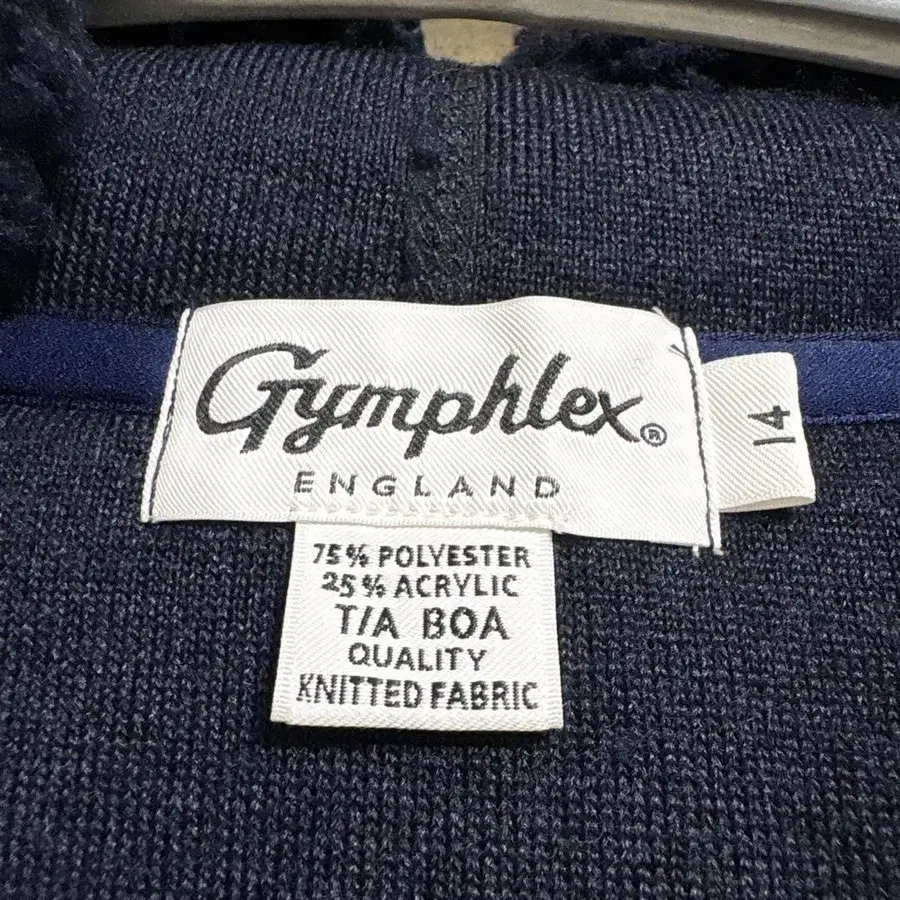 Gymphlex®
ENGLAND
14
75% POLYESTER
25% ACRYLIC
T/A BOA
QUALITY
KNITTED FABRIC